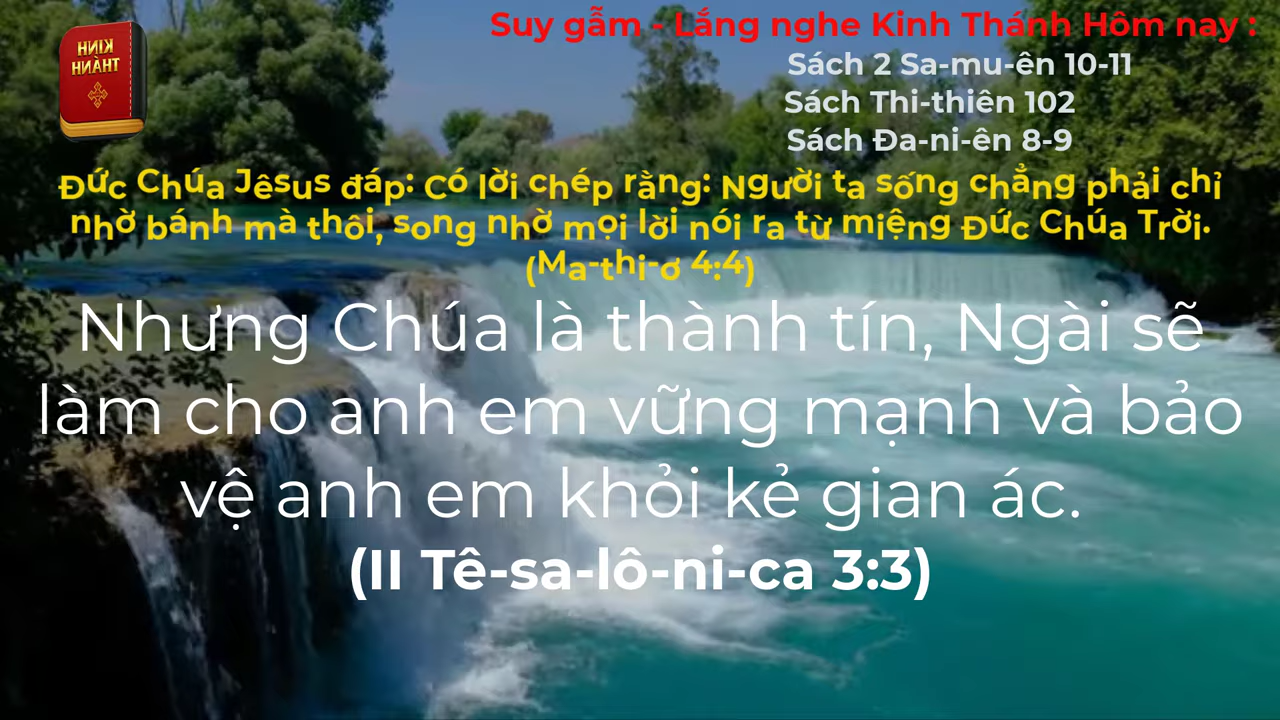 KINH
THÁNH
Suy gẫm - Lắng nghe Kinh Thánh Hôm nay :
Sách 2 Sa-mu-ên 10-11
Sách Thi-thiên 102
Sách Đa-ni-ên 8-9
Đức Chúa Jêsus đáp: Có lời chép rằng: Người ta sống chẳng phải chỉ
nhờ bánh mà thôi, song nhờ mọi lời nói ra từ miệng Đức Chúa Trời.
(Ma-thi-ơ 4:4)
Nhưng Chúa là thành tín, Ngài sẽ
làm cho anh em vững mạnh và bảo
vệ anh em khỏi kẻ gian ác.
(II Tê-sa-lô-ni-ca 3:3)